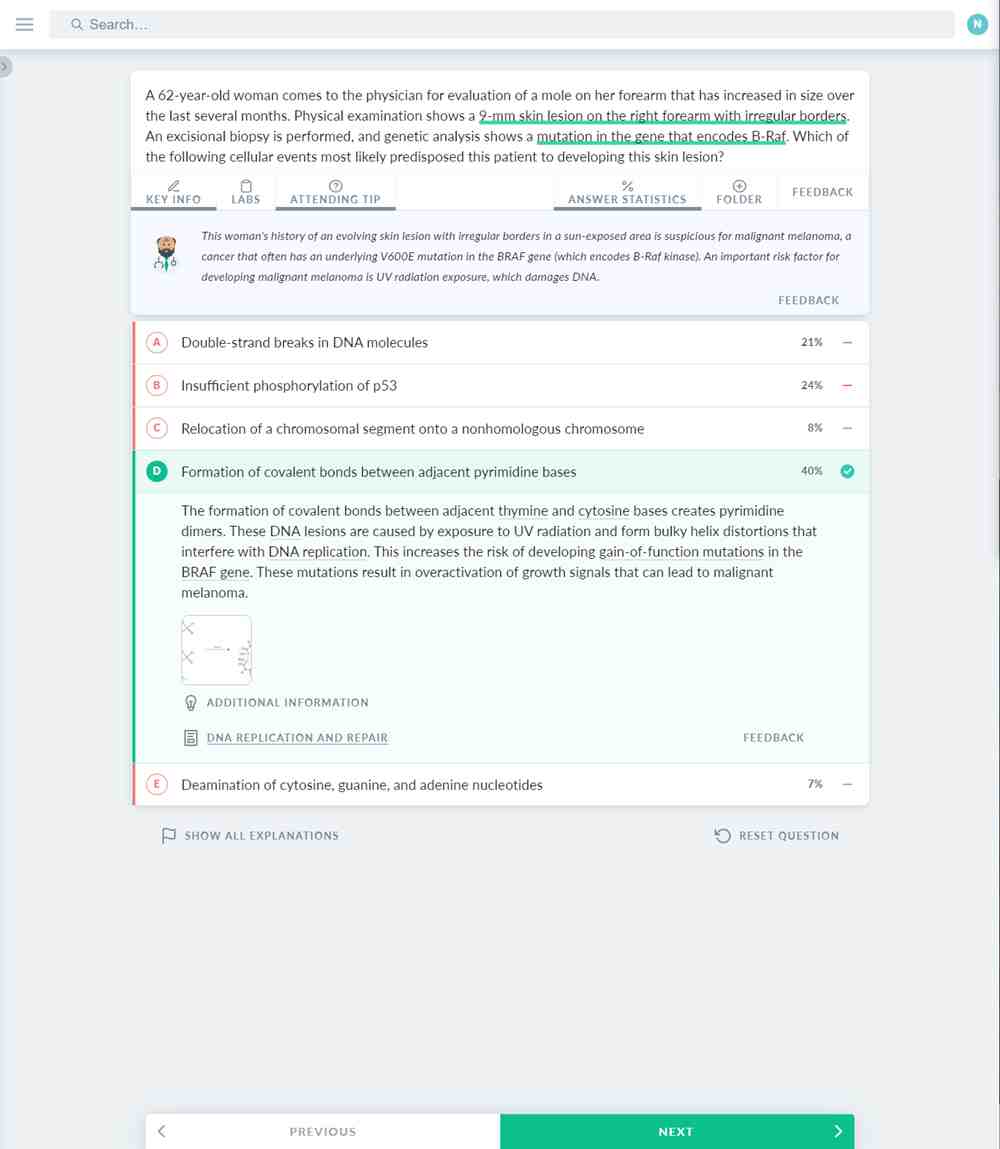 Search...
N
A 62-year-old woman comes to the physician for evaluation of a mole on her forearm that has increased in size over
the last several months. Physical examination shows a 9-mm skin lesion on the right forearm with irregular borders.
An excisional biopsy is performed, and genetic analysis shows a mutation in the gene that encodes B-Raf. Which of
the following cellular events most likely predisposed this patient to developing this skin lesion?
KEY INFO
LABS
ATTENDING TIP
ANSWER STATISTICS
FOLDER
FEEDBACK
This woman's history of an evolving skin lesion with irregular borders in a sun-exposed area is suspicious for malignant melanoma, a
cancer that often has an underlying V600E mutation in the BRAF gene (which encodes B-Raf kinase). An important risk factor for
developing malignant melanoma is UV radiation exposure, which damages DNA.
FEEDBACK
A Double-strand breaks in DNA molecules 21%
B Insufficient phosphorylation of p53 24%
C Relocation of a chromosomal segment onto a nonhomologous chromosome 8%
D Formation of covalent bonds between adjacent pyrimidine bases 40%
The formation of covalent bonds between adjacent thymine and cytosine bases creates pyrimidine
dimers. These DNA lesions are caused by exposure to UV radiation and form bulky helix distortions that
interfere with DNA replication. This increases the risk of developing gain-of-function mutations in the
BRAF gene. These mutations result in overactivation of growth signals that can lead to malignant
melanoma.
ADDITIONAL INFORMATION
DNA REPLICATION AND REPAIR
FEEDBACK
E Deamination of cytosine, guanine, and adenine nucleotides 7%
SHOW ALL EXPLANATIONS
RESET QUESTION
PREVIOUS
NEXT